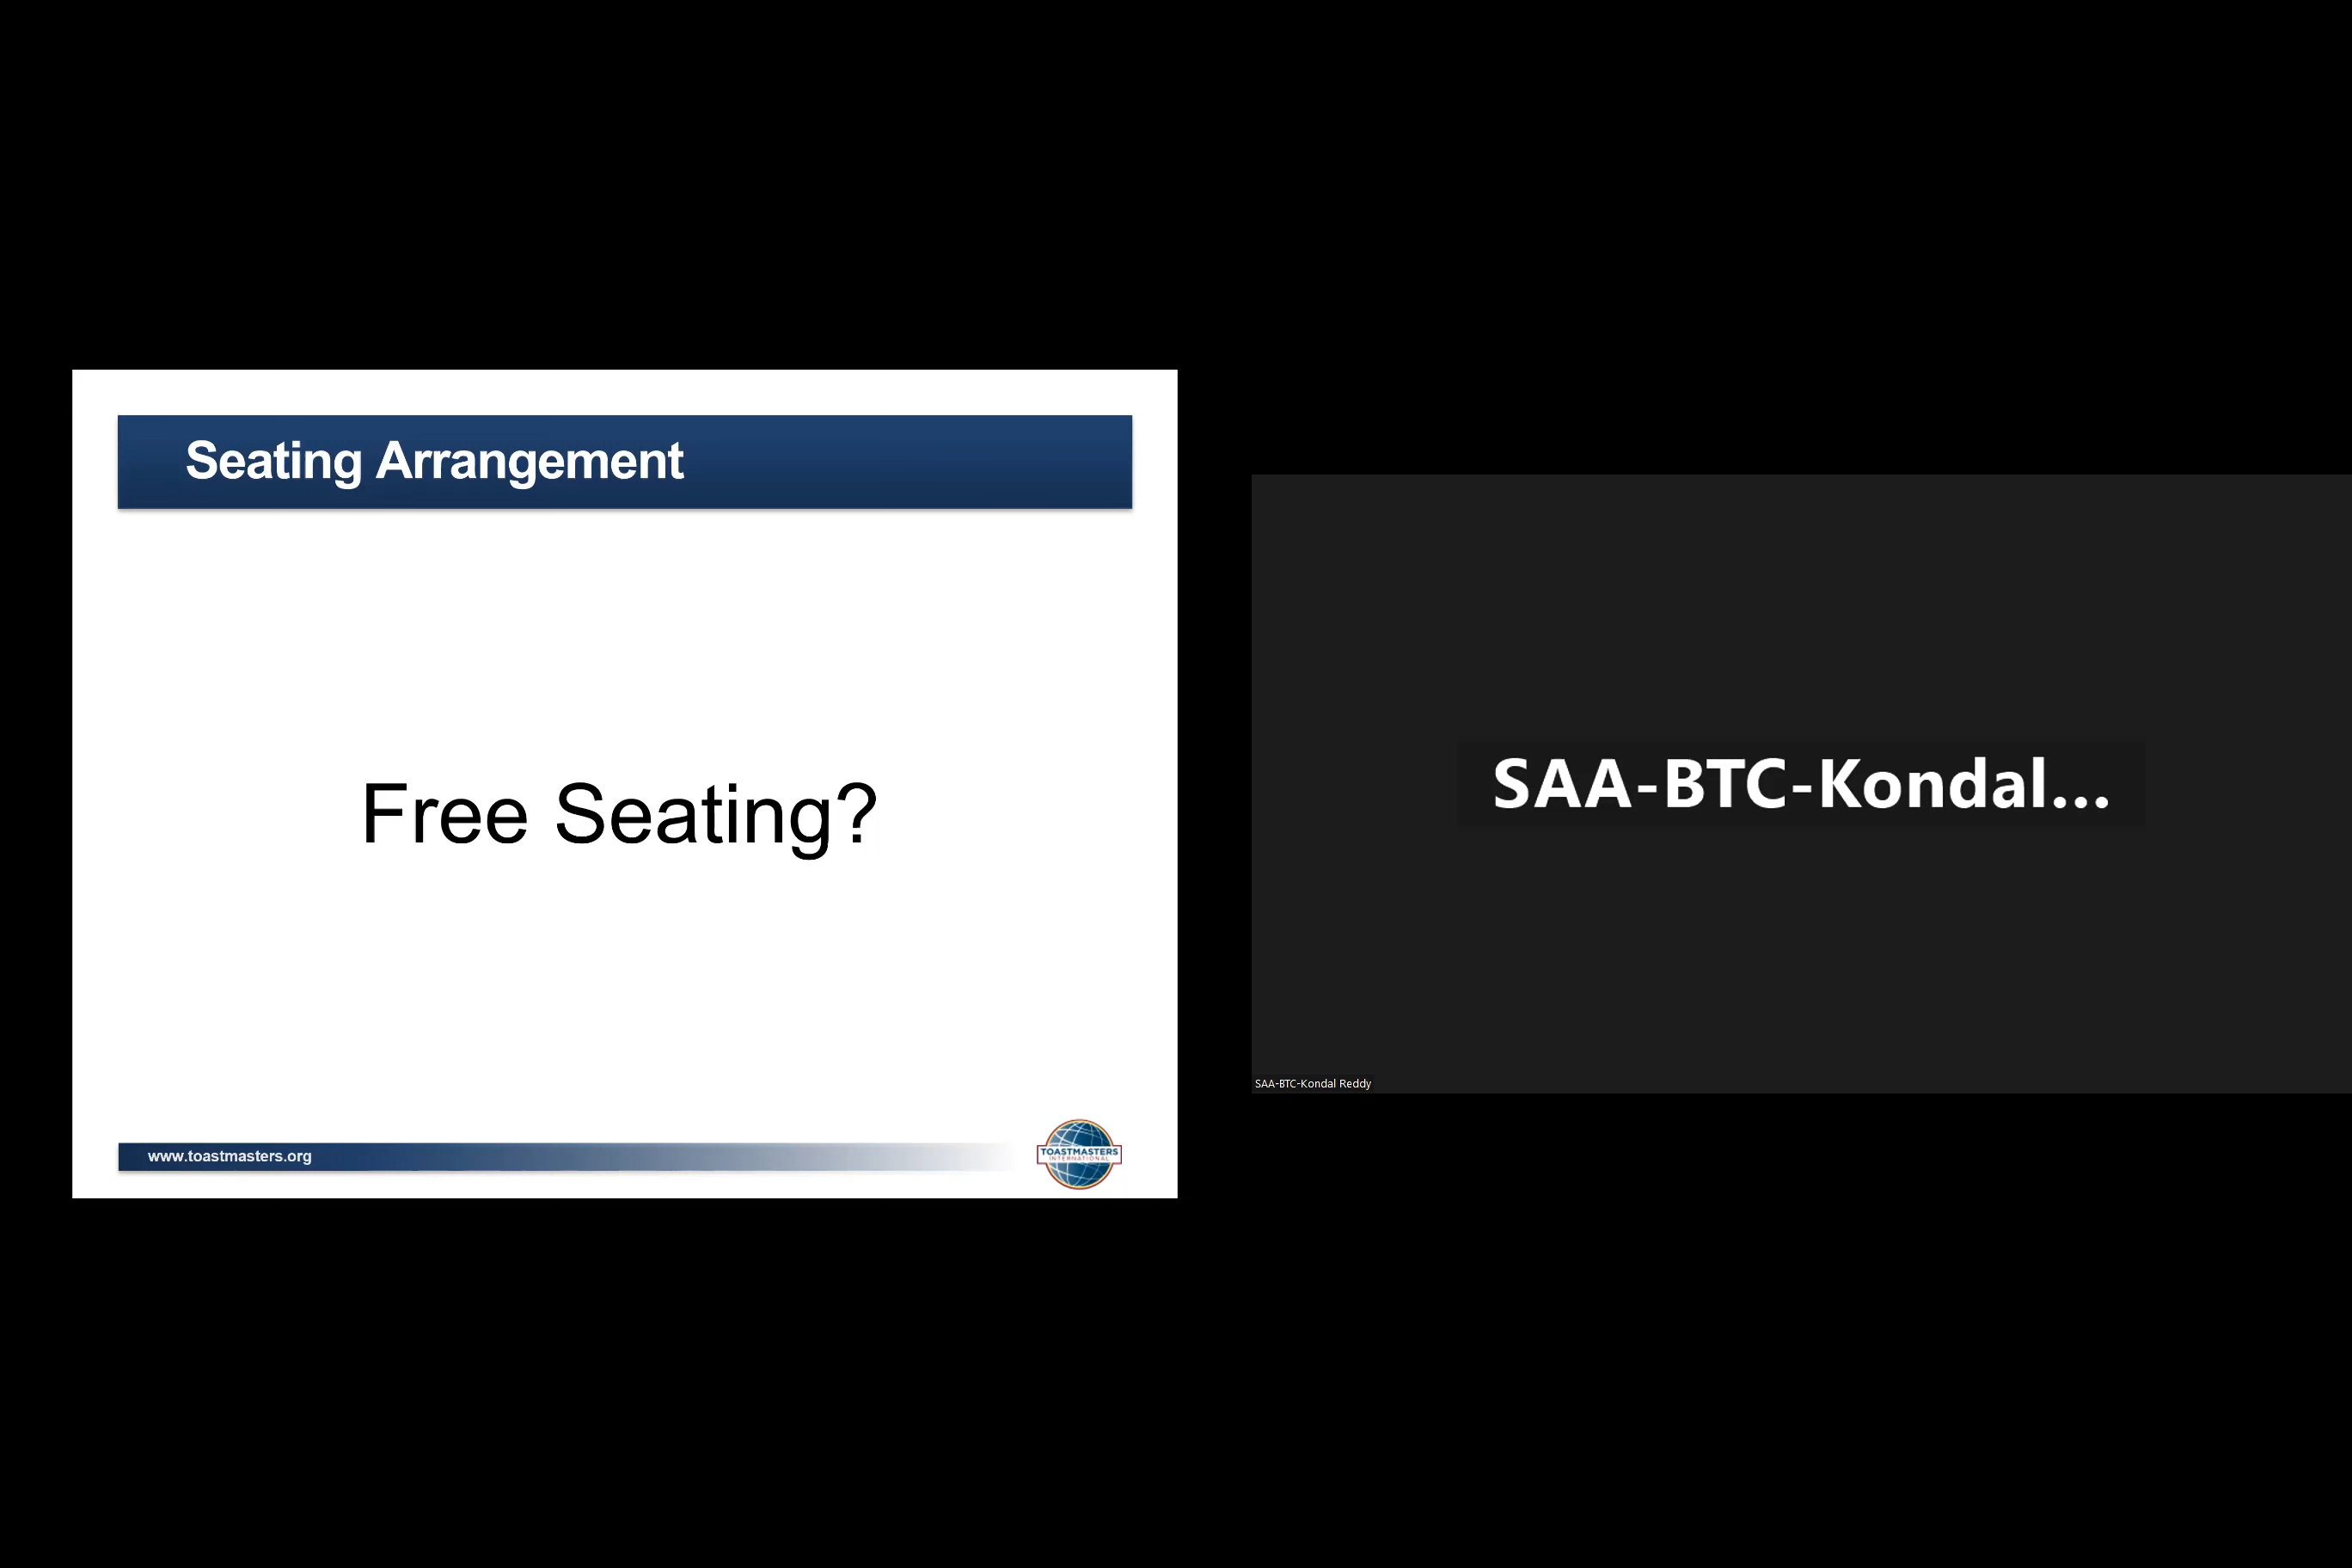 Seating Arrangement
Free Seating?
www.toastmasters.org
TOASTMASTERS
INTERNATIONAL
SAA-BTC-Kondal...
SAA-BTC-Kondal Reddy